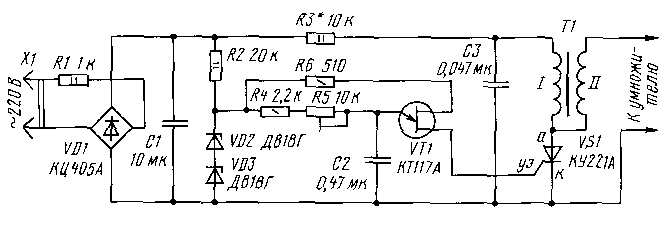 X1
~220 В
R1 1 к
VD1
КЦ405А
C1
10 мк
R2 20 к
R3* 10 к
VD2 Д818Г
VD3
Д818Г
R6 510
R4 2,2 к
R5 10 к
C2
0,47 мк
VT1
КТ117А
C3
0,047 мк
T1
I
II
а
уэ
к
VS1
КУ221А
К умножи-
телю